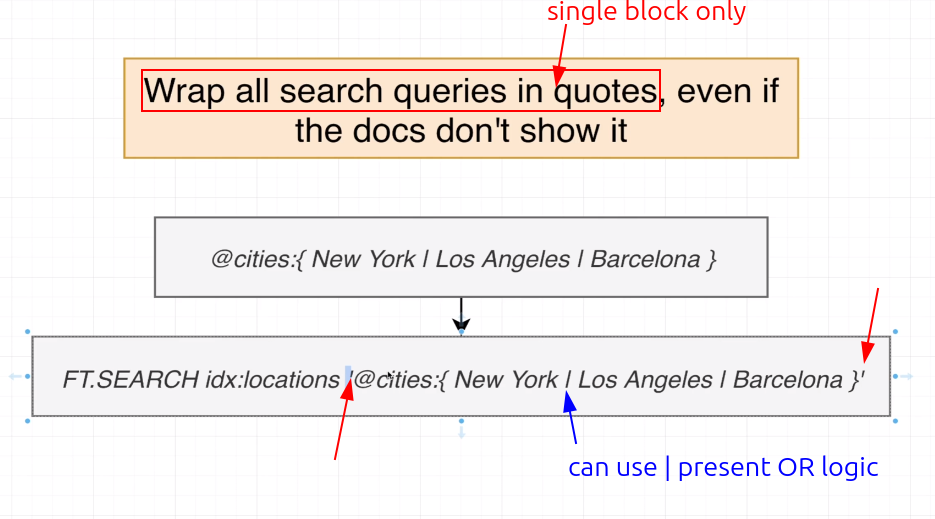 single block only
Wrap all search queries in quotes, even if
the docs don't show it
@cities:{ New York | Los Angeles | Barcelona }
FT.SEARCH idx:locations '@cities:{ New York | Los Angeles | Barcelona }'
can use | present OR logic